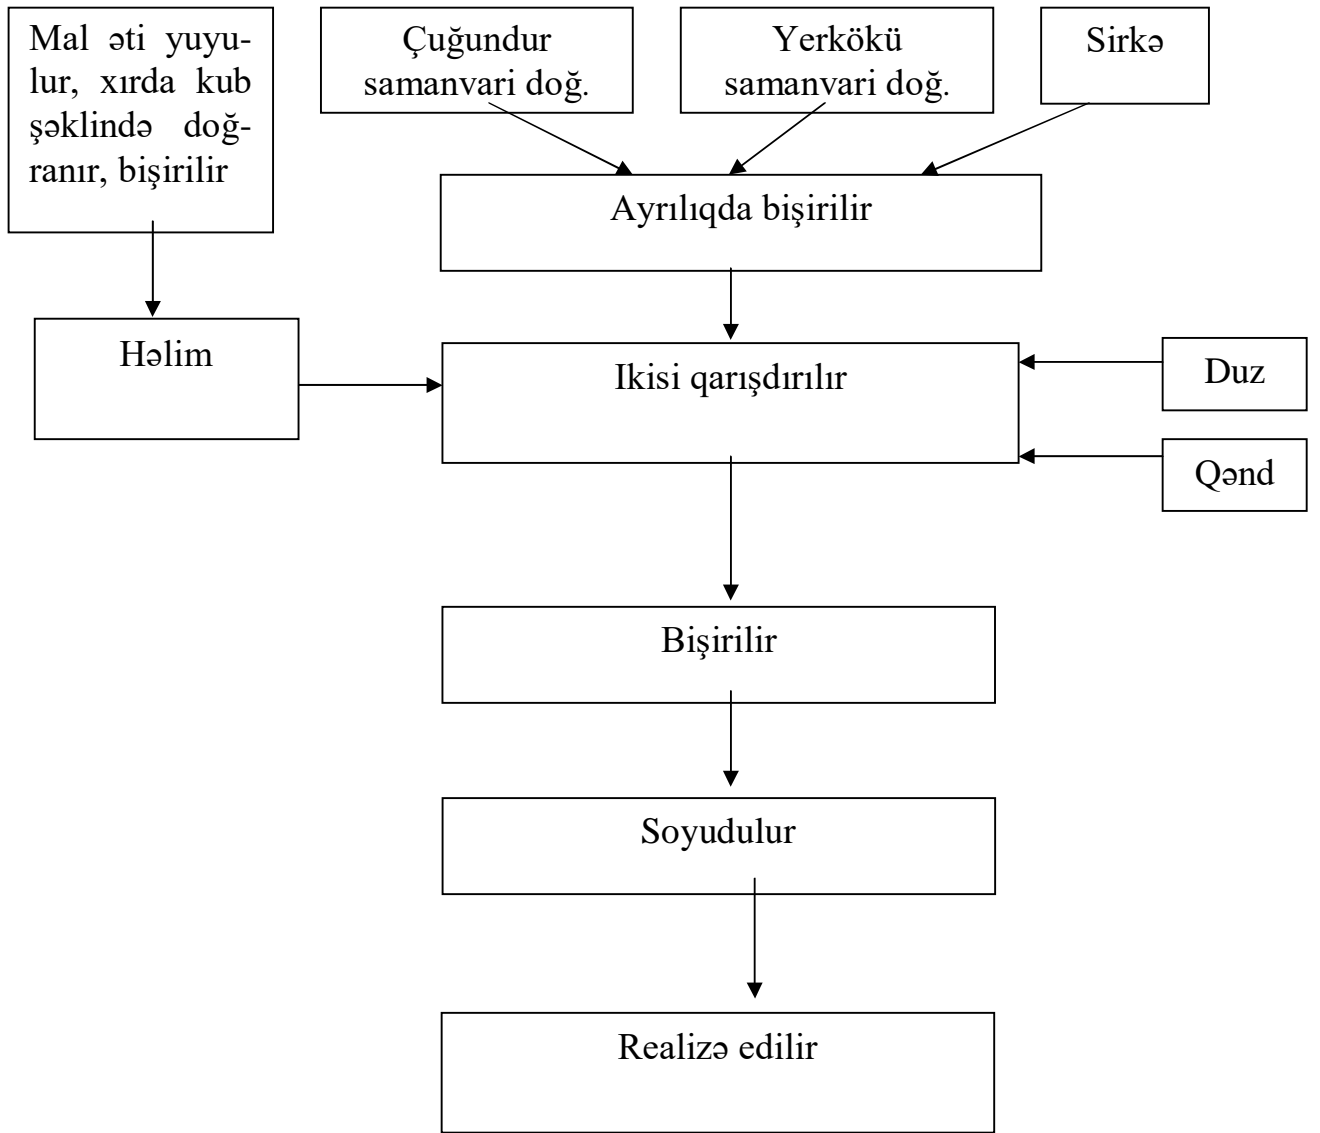 Mal əti yuyu-
lur, xırda kub
şəklində doğ-
ranır, bişirilir
Çuğundur
samanvari doğ.
Yerkökü
samanvari doğ.
Sirkə
Ayrılıqda bişirilir
Həlim
Ikisi qarışdırılır
Duz
Qənd
Bişirilir
Soyudulur
Realizə edilir